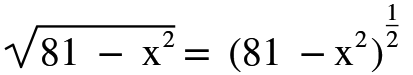 √(81 − x²) = (81 − x²)^(1/2)